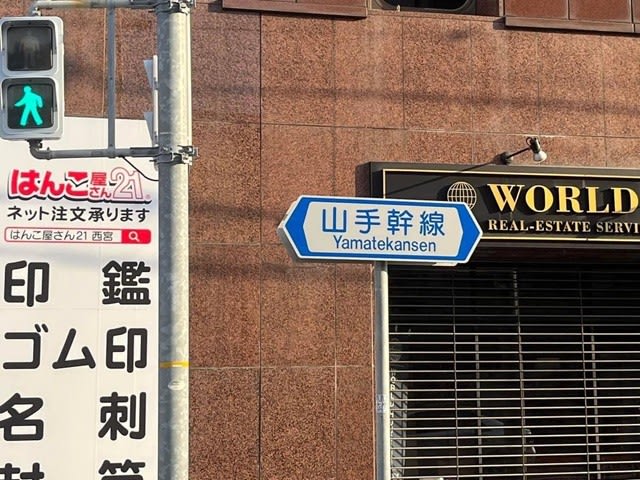 はんこ屋さん21
ネット注文承ります
はんこ屋さん21 西宮
印鑑
ゴム印
名刺
山手幹線
Yamatekansen
WORLD
REAL-ESTATE SERVI